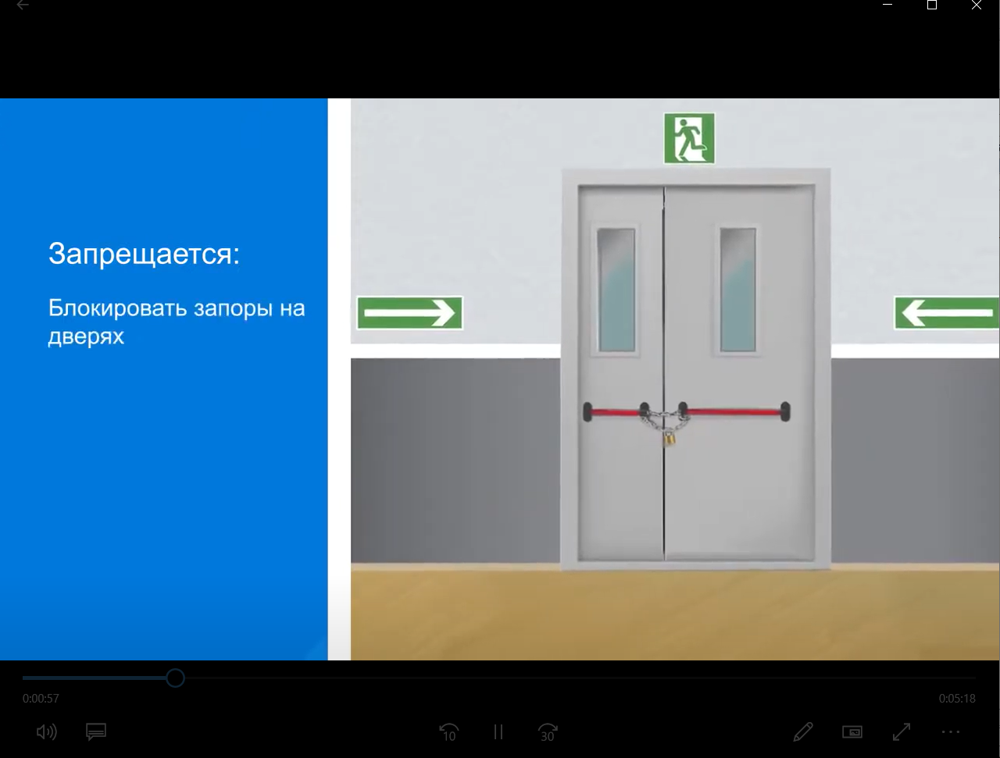 Запрещается:
Блокировать запоры на
дверях
0:00:57
0:05:18
10
30